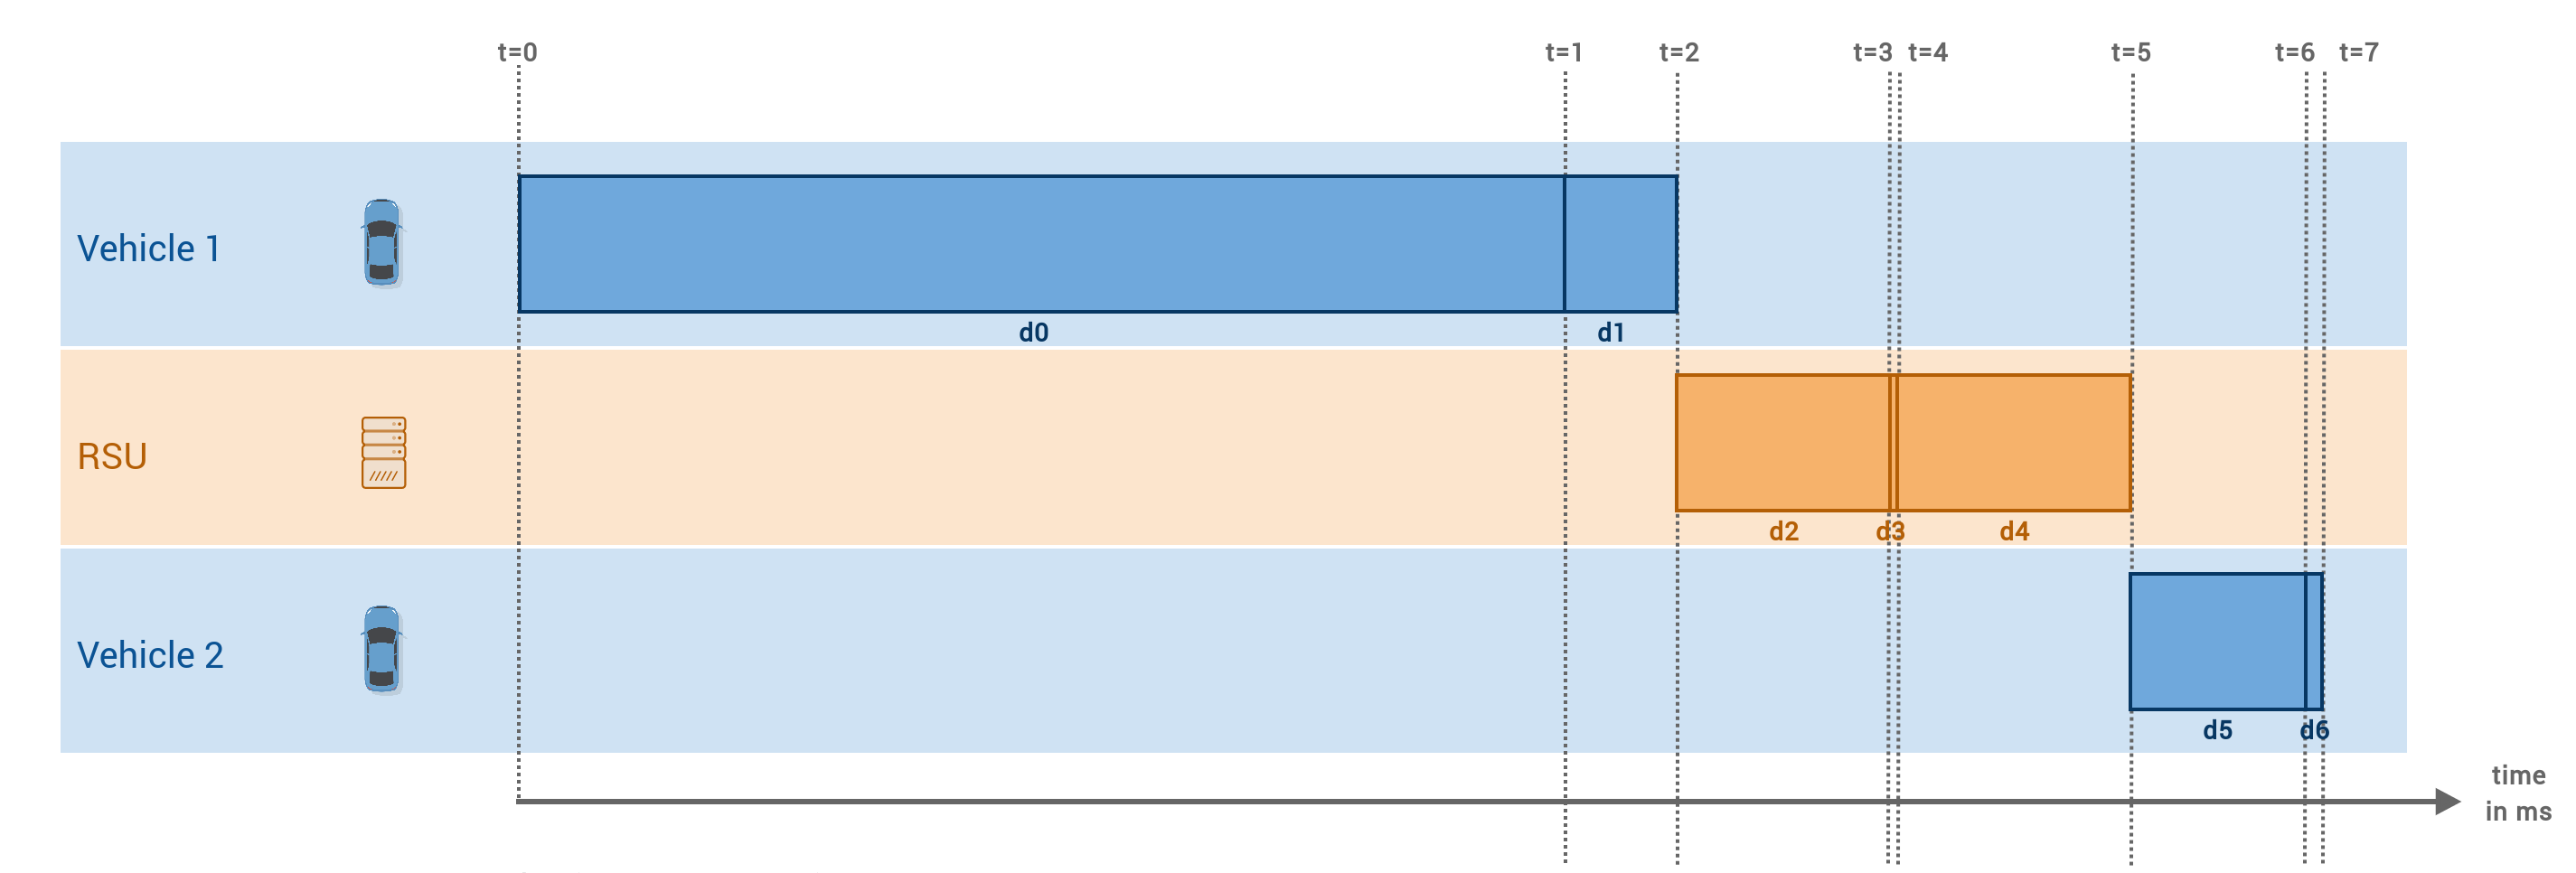 t=0
t=1
t=2
t=3
t=4
t=5
t=6
t=7
Vehicle 1
d0
d1
RSU
d2
d3
d4
Vehicle 2
d5
d6
time
in ms